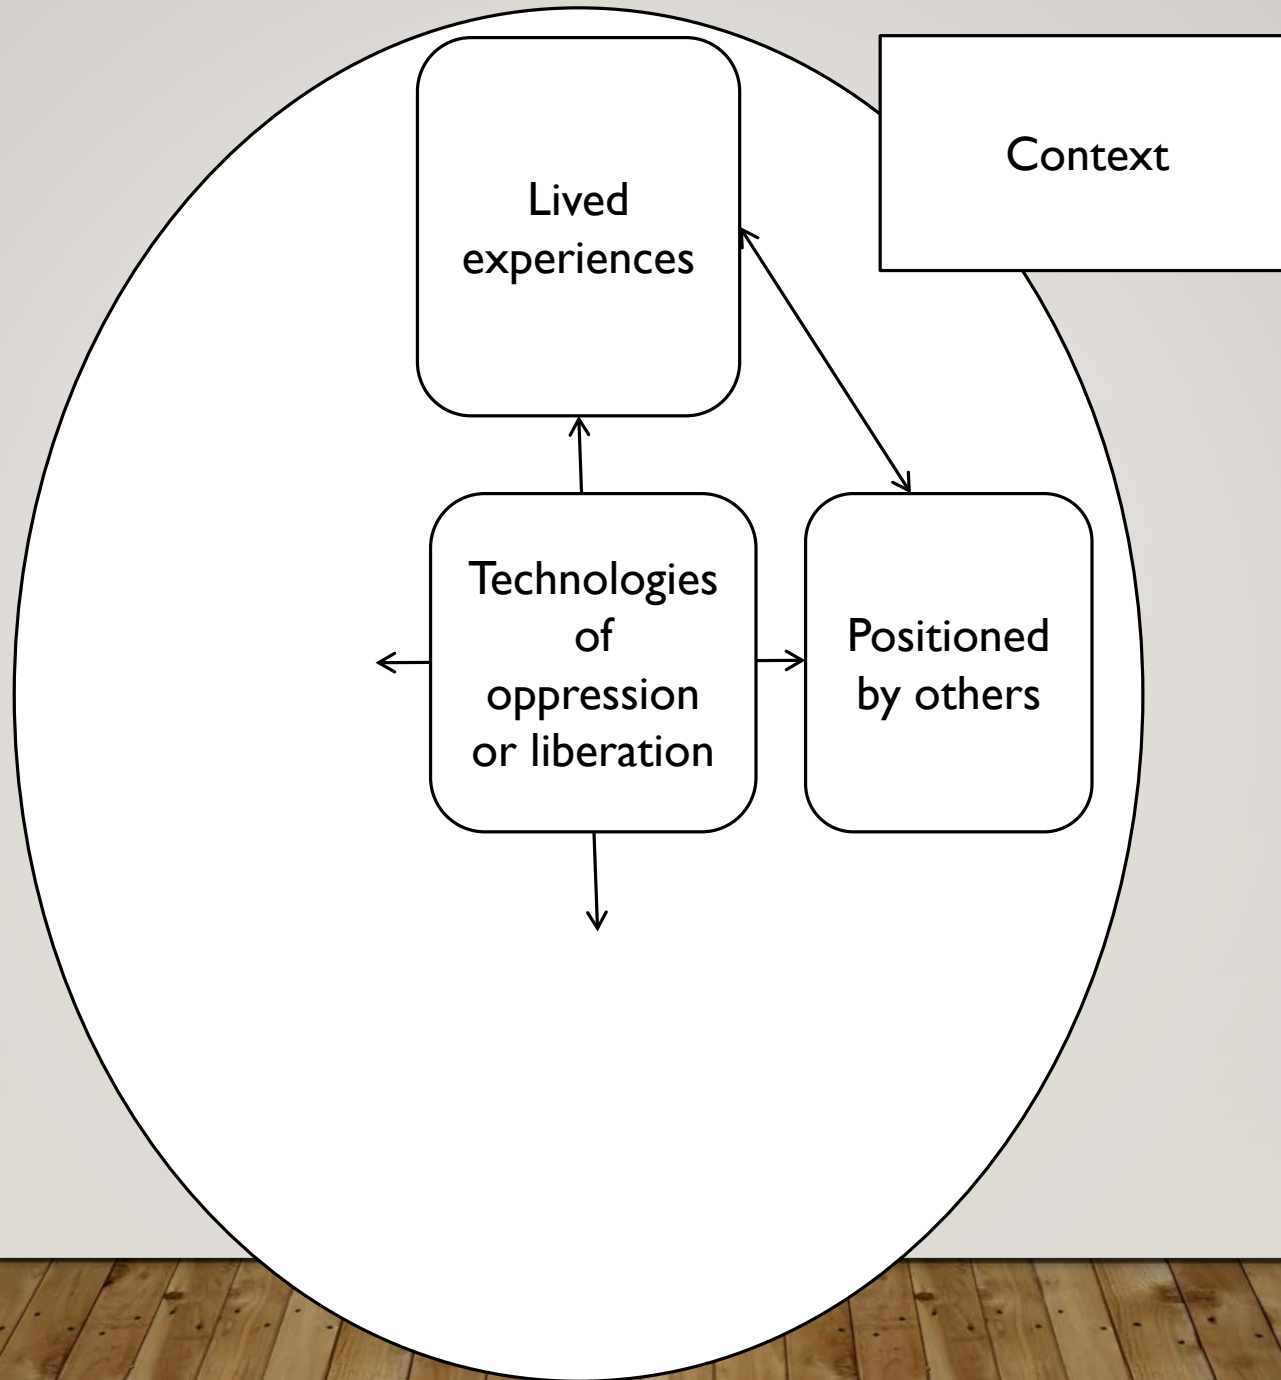 Lived
experiences
Context
Technologies
of
oppression
or liberation
Positioned
by others